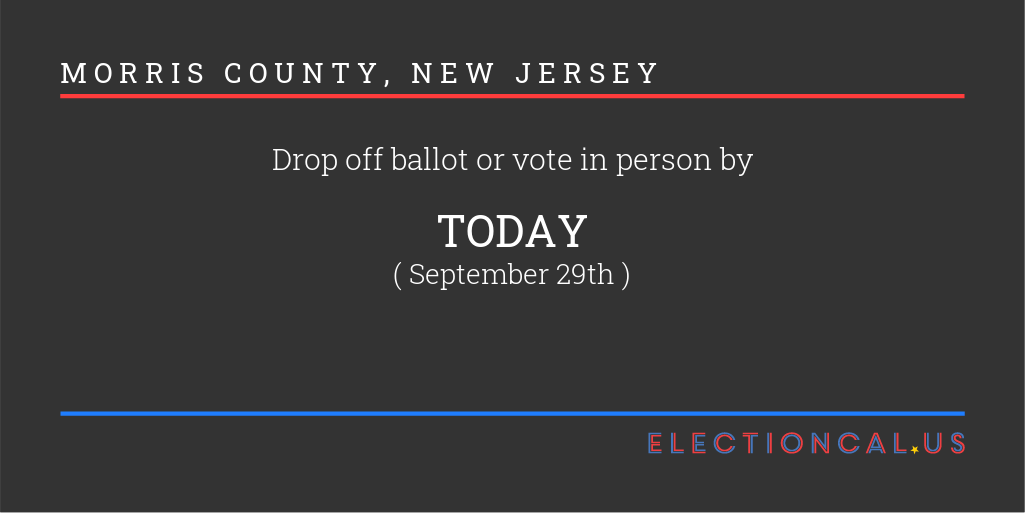 MORRIS COUNTY, NEW JERSEY
Drop off ballot or vote in person by
TODAY
( September 29th )
ELECTIONCAL.US